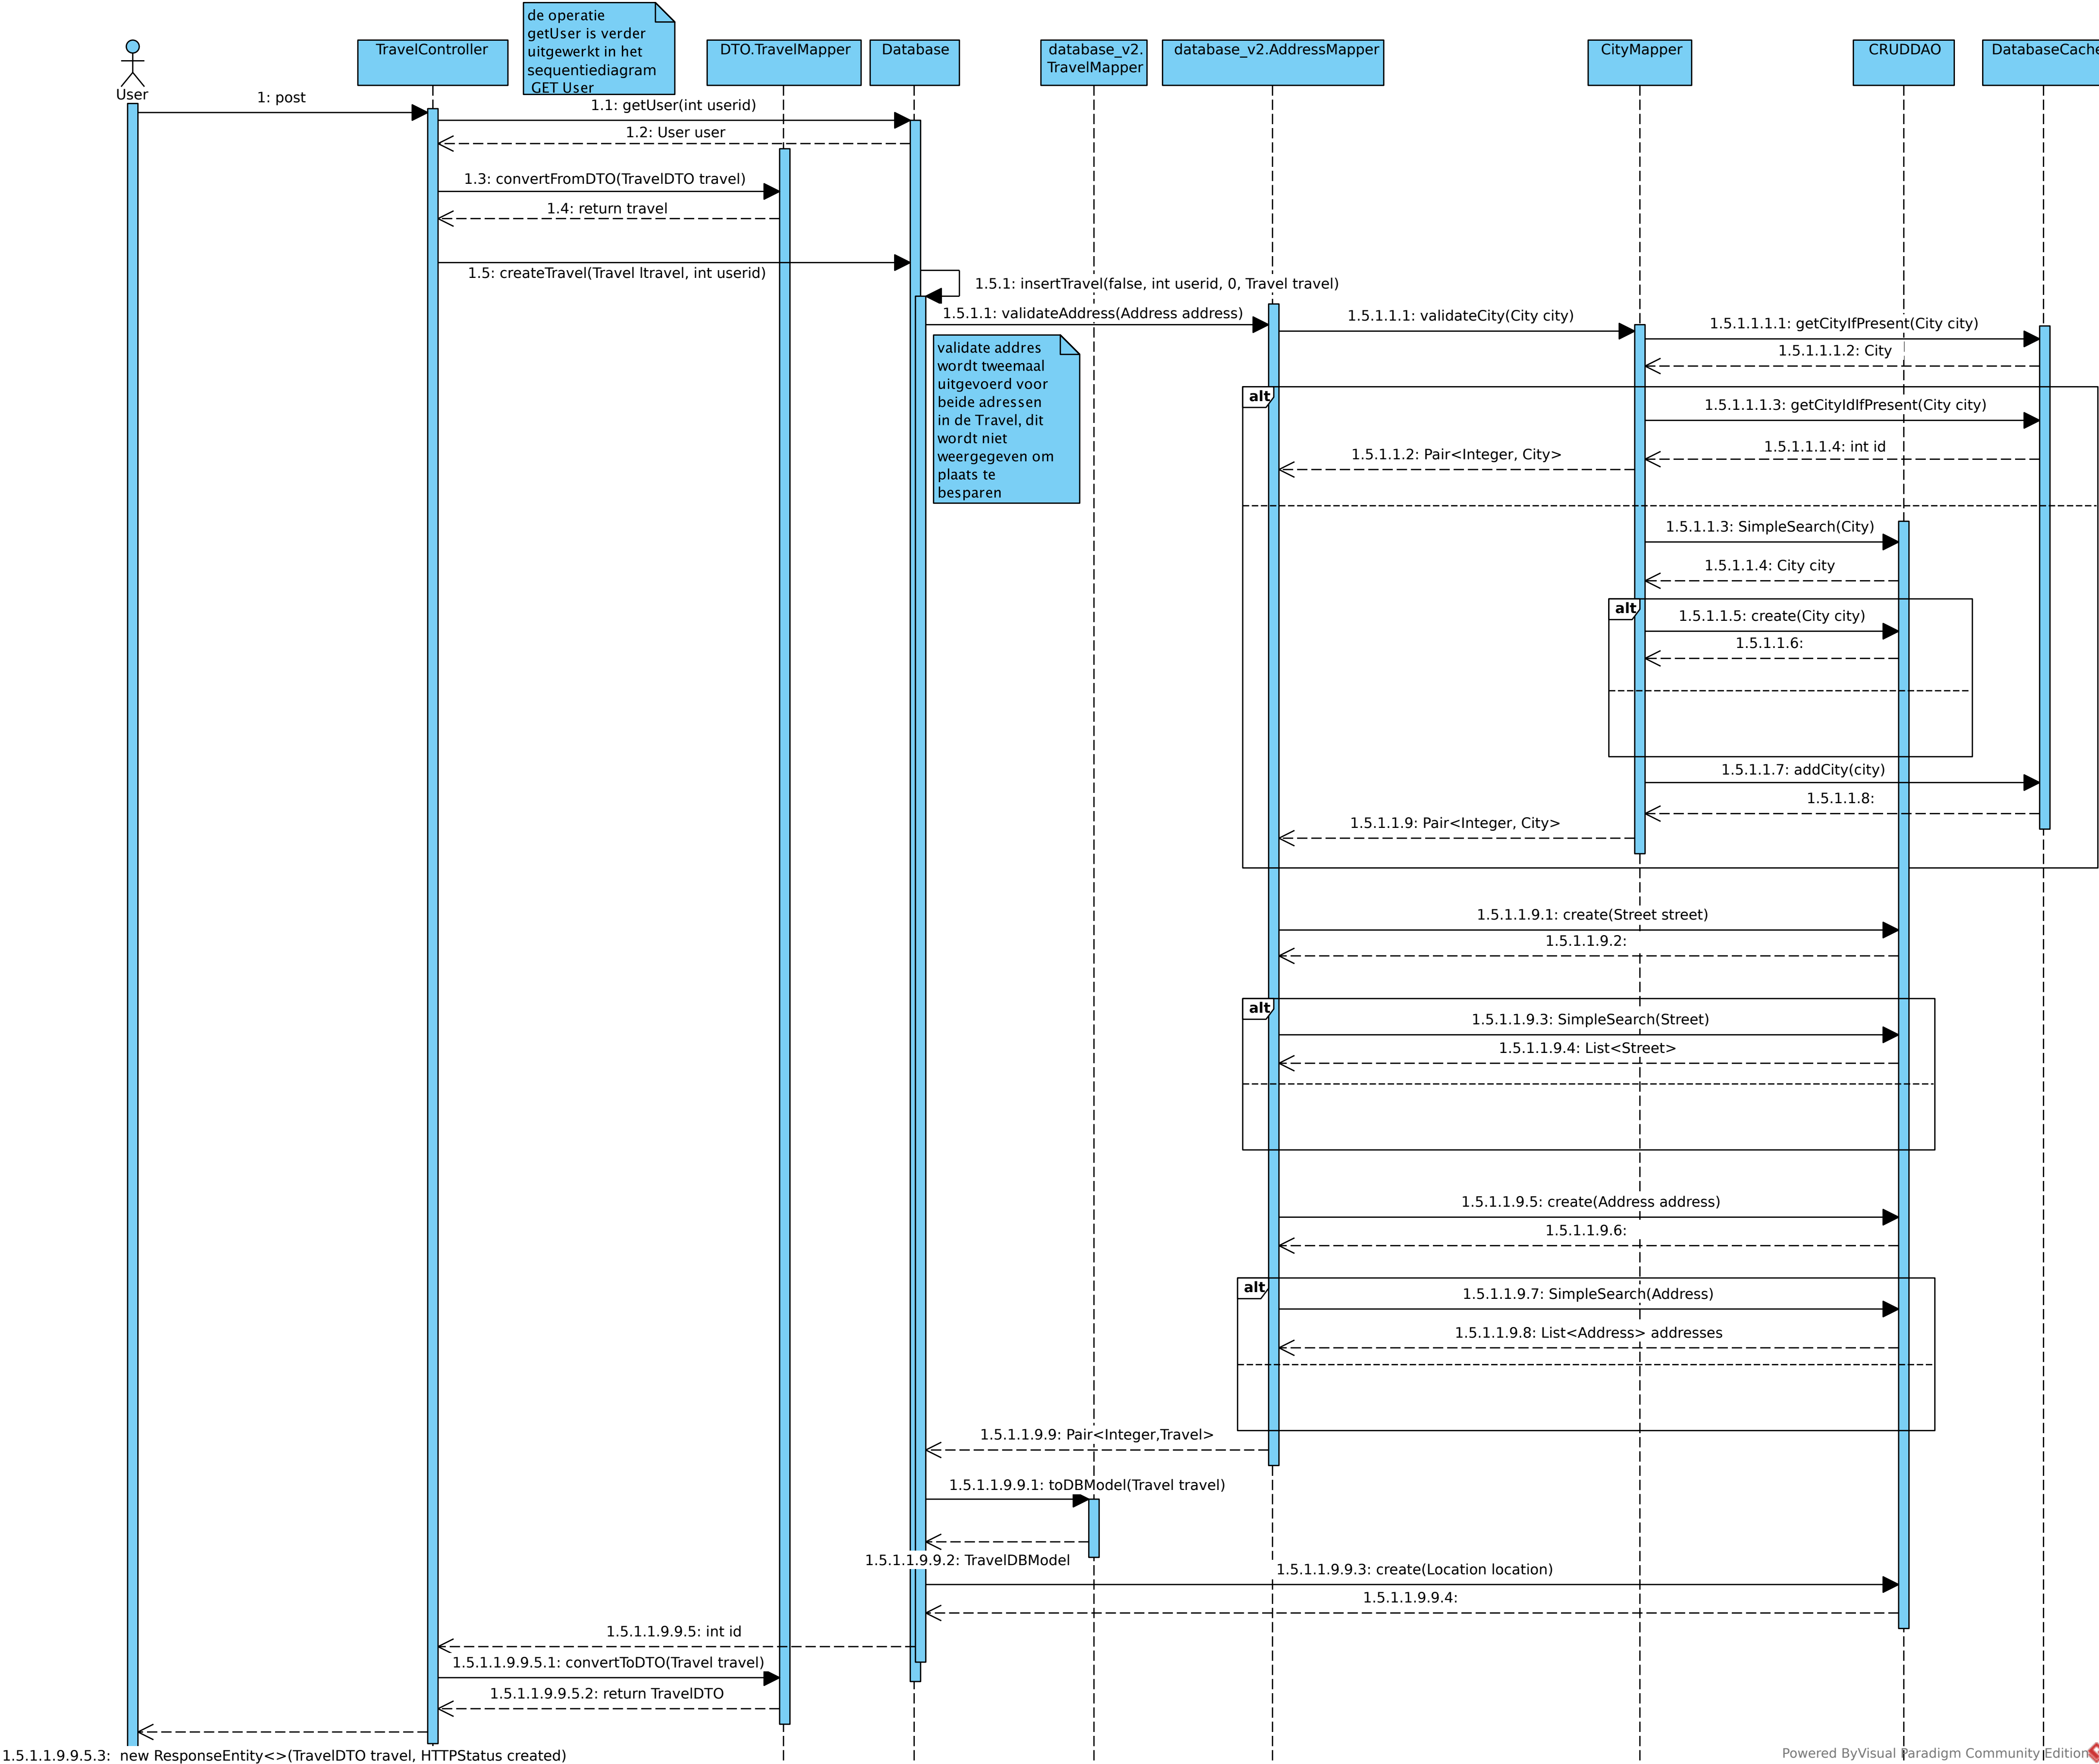 de operatie
getUser is verder
uitgewerkt in het
sequentiediagram
GET User
User
TravelController
DTO.TravelMapper
Database
database_v2.
TravelMapper
database_v2.AddressMapper
CityMapper
CRUDDAO
DatabaseCache
1: post
1.1: getUser(int userid)
1.2: User user
1.3: convertFromDTO(TravelDTO travel)
1.4: return travel
1.5: createTravel(Travel ltravel, int userid)
1.5.1: insertTravel(false, int userid, 0, Travel travel)
1.5.1.1: validateAddress(Address address)
1.5.1.1.1: validateCity(City city)
1.5.1.1.1.1: getCityIfPresent(City city)
1.5.1.1.1.2: City
validate addres
wordt tweemaal
uitgevoerd voor
beide adressen
in de Travel, dit
wordt niet
weergegeven om
plaats te
besparen
alt
1.5.1.1.1.3: getCityIdIfPresent(City city)
1.5.1.1.1.4: int id
1.5.1.1.2: Pair<Integer, City>
1.5.1.1.3: SimpleSearch(City)
1.5.1.1.4: City city
alt
1.5.1.1.5: create(City city)
1.5.1.1.6:
1.5.1.1.7: addCity(city)
1.5.1.1.8:
1.5.1.1.9: Pair<Integer, City>
1.5.1.1.9.1: create(Street street)
1.5.1.1.9.2:
alt
1.5.1.1.9.3: SimpleSearch(Street)
1.5.1.1.9.4: List<Street>
1.5.1.1.9.5: create(Address address)
1.5.1.1.9.6:
alt
1.5.1.1.9.7: SimpleSearch(Address)
1.5.1.1.9.8: List<Address> addresses
1.5.1.1.9.9: Pair<Integer,Travel>
1.5.1.1.9.9.1: toDBModel(Travel travel)
1.5.1.1.9.9.2: TravelDBModel
1.5.1.1.9.9.3: create(Location location)
1.5.1.1.9.9.4:
1.5.1.1.9.9.5: int id
1.5.1.1.9.9.5.1: convertToDTO(Travel travel)
1.5.1.1.9.9.5.2: return TravelDTO
1.5.1.1.9.9.5.3: new ResponseEntity<>(TravelDTO travel, HTTPStatus created)
Powered ByVisual Paradigm Community Edition